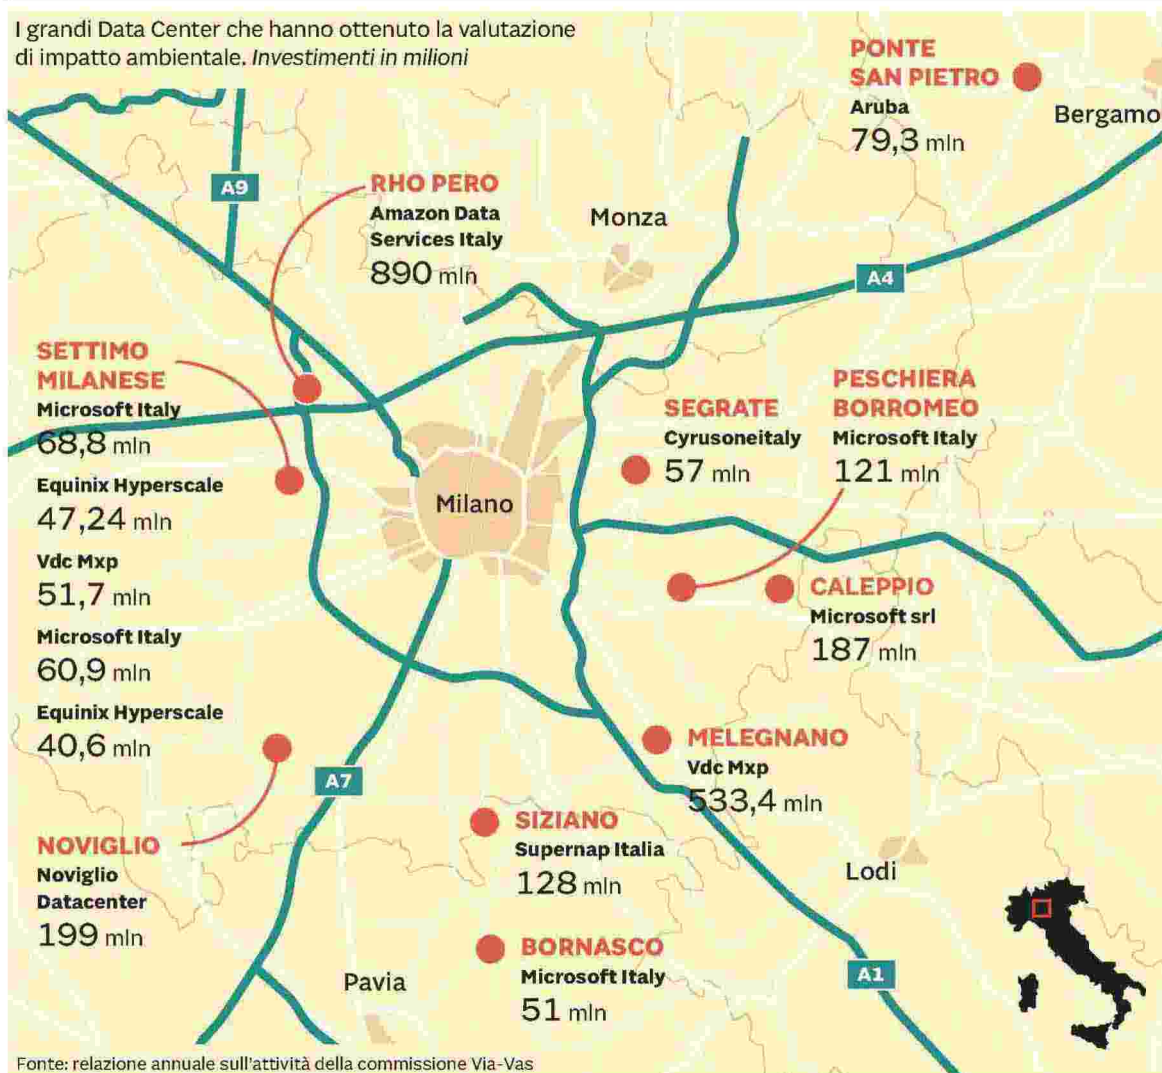 I grandi Data Center che hanno ottenuto la valutazione
di impatto ambientale. Investimenti in milioni
PONTE
SAN PIETRO
Aruba
79,3 mln
Bergamo
A9
RHO PERO
Amazon Data
Services Italy
890 mln
Monza
A4
SETTIMO
MILANESE
Microsoft Italy
68,8 mln
Equinix Hyperscale
47,24 mln
Vdc Mxp
51,7 mln
Microsoft Italy
60,9 mln
Equinix Hyperscale
40,6 mln
Milano
SEGRATE
Cyrusoneitaly
57 mln
PESCHIERA
BORROMEO
Microsoft Italy
121 mln
CALEPPIO
Microsoft srl
187 mln
MELEGNANO
Vdc Mxp
533,4 mln
A7
NOVIGLIO
Noviglio
Datacenter
199 mln
SIZIANO
Supernap Italia
128 mln
Lodi
BORNASCO
Microsoft Italy
51 mln
Pavia
A1
Fonte: relazione annuale sull'attività della commissione Via-Vas